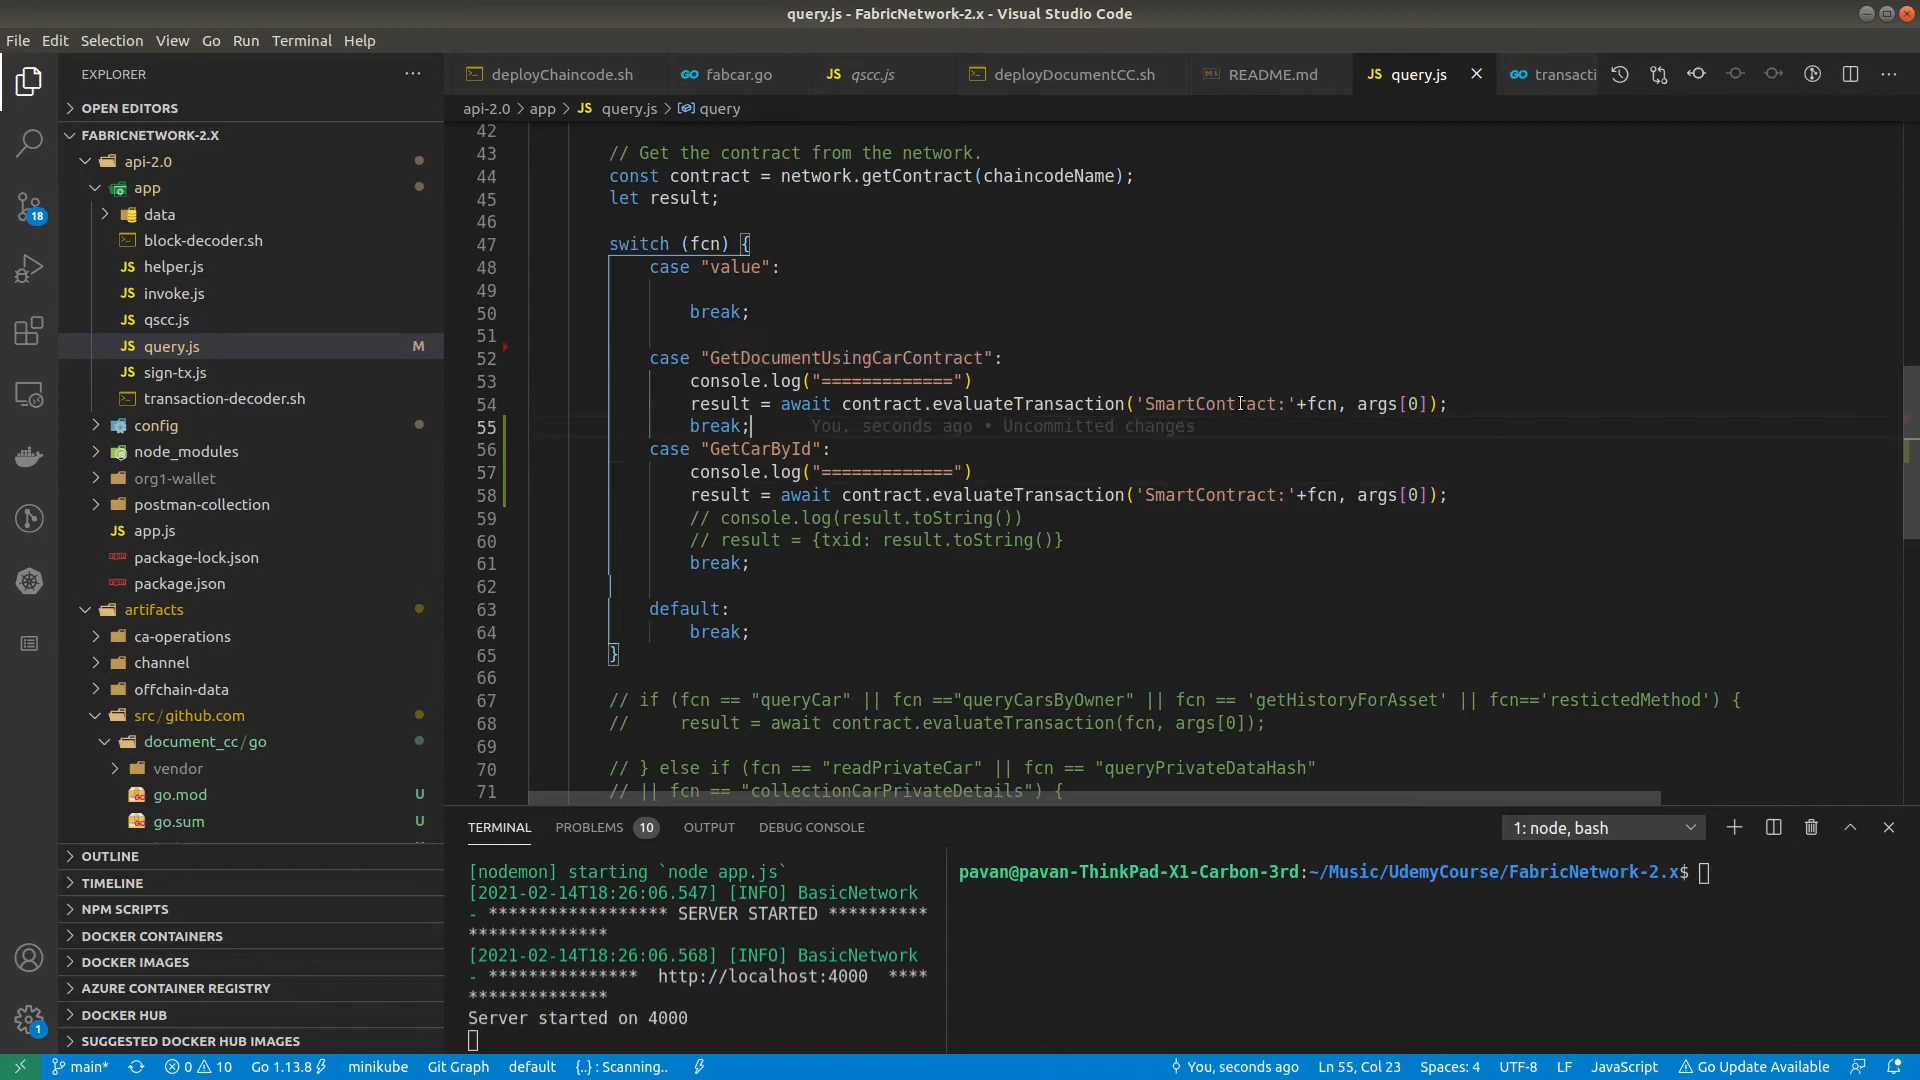 query.js - FabricNetwork-2.x - Visual Studio Code
File Edit Selection View Go Run Terminal Help
EXPLORER
OPEN EDITORS
FABRICNETWORK-2.X
api-2.0
app
data
block-decoder.sh
JS helper.js
JS invoke.js
JS qscc.js
JS query.js M
JS sign-tx.js
transaction-decoder.sh
config
node_modules
org1-wallet
postman-collection
JS app.js
package-lock.json
package.json
artifacts
ca-operations
channel
offchain-data
src/github.com
document_cc/go
vendor
go.mod U
go.sum U
OUTLINE
TIMELINE
NPM SCRIPTS
DOCKER CONTAINERS
DOCKER IMAGES
AZURE CONTAINER REGISTRY
DOCKER HUB
SUGGESTED DOCKER HUB IMAGES
18
1
deployChaincode.sh GO fabcar.go JS qscc.js deployDocumentCC.sh README.md JS query.js GO transacti
api-2.0 > app > JS query.js > query
42
43 // Get the contract from the network.
44 const contract = network.getContract(chaincodeName);
45 let result;
46
47 switch (fcn) {
48 case "value":
49
50 break;
51
52 case "GetDocumentUsingCarContract":
53 console.log("=============")
54 result = await contract.evaluateTransaction('SmartContract:'+fcn, args[0]);
55 break; You, seconds ago • Uncommitted changes
56 case "GetCarById":
57 console.log("=============")
58 result = await contract.evaluateTransaction('SmartContract:'+fcn, args[0]);
59 // console.log(result.toString())
60 // result = {txid: result.toString()}
61 break;
62
63 default:
64 break;
65 }
66
67 // if (fcn == "queryCar" || fcn =="queryCarsByOwner" || fcn == 'getHistoryForAsset' || fcn=='restictedMethod') {
68 // result = await contract.evaluateTransaction(fcn, args[0]);
69
70 // } else if (fcn == "readPrivateCar" || fcn == "queryPrivateDataHash"
71 // || fcn == "collectionCarPrivateDetails") {
TERMINAL PROBLEMS 10 OUTPUT DEBUG CONSOLE 1: node, bash
[nodemon] starting `node app.js`
[2021-02-14T18:26:06.547] [INFO] BasicNetwork
- ****************** SERVER STARTED **********
**************
[2021-02-14T18:26:06.568] [INFO] BasicNetwork
- *************** http://localhost:4000 ****
**************
Server started on 4000
pavan@pavan-ThinkPad-X1-Carbon-3rd:~/Music/UdemyCourse/FabricNetwork-2.x$
main* 0 10 Go 1.13.8 minikube Git Graph default {..} : Scanning.. You, seconds ago Ln 55, Col 23 Spaces: 4 UTF-8 LF JavaScript Go Update Available